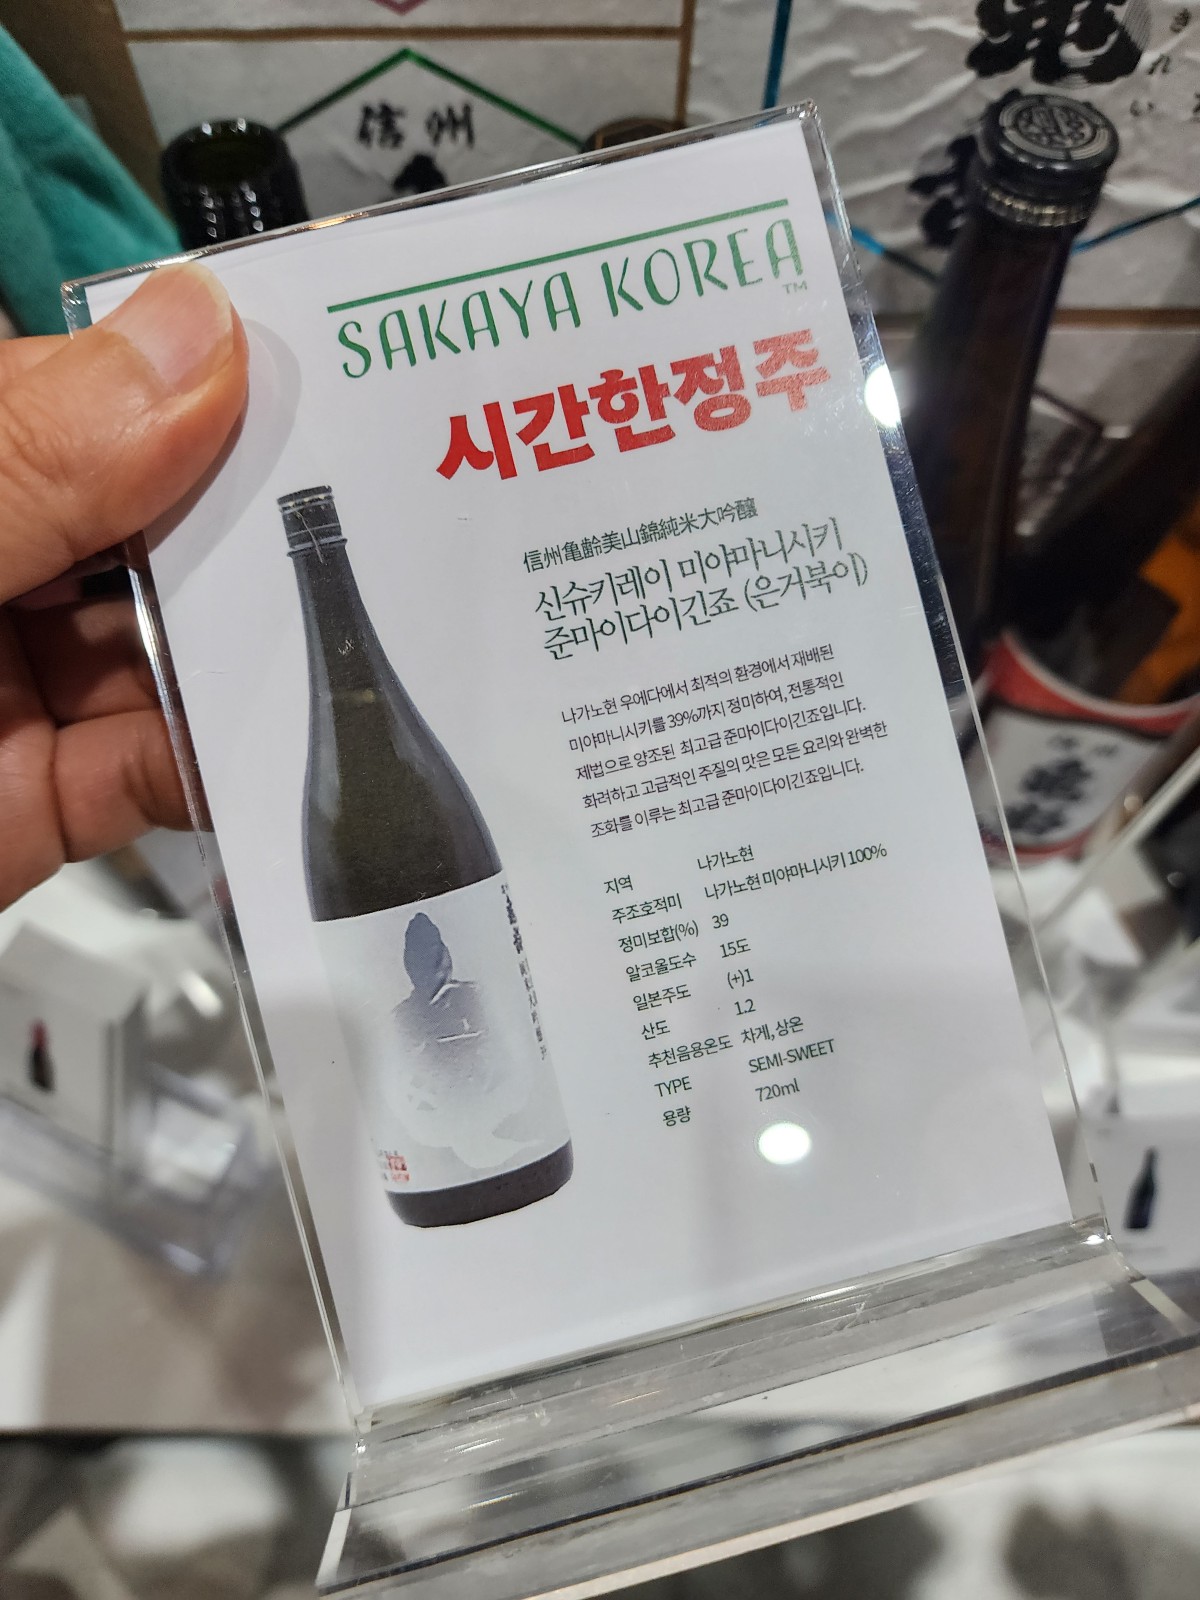 信州
きれい
SAKAYA KOREA
TM
시간한정주
信州亀齢美山錦純米大吟醸
신슈키레이 미야마니시키
준마이다이긴죠 (은거북이)
나가노현 우에다에서 최적의 환경에서 재배된
미야마니시키를 39%까지 정미하여, 전통적인
제법으로 양조된 최고급 준마이다이긴죠입니다.
화려하고 고급적인 주질의 맛은 모든 요리와 완벽한
조화를 이루는 최고급 준마이다이긴죠입니다.
지역 나가노현
주조호적미 나가노현 미야마니시키 100%
정미보합(%) 39
알코올도수 15도
일본주도 (+)1
산도 1.2
추천음용온도 차게, 상온
TYPE SEMI-SWEET
용량 720ml